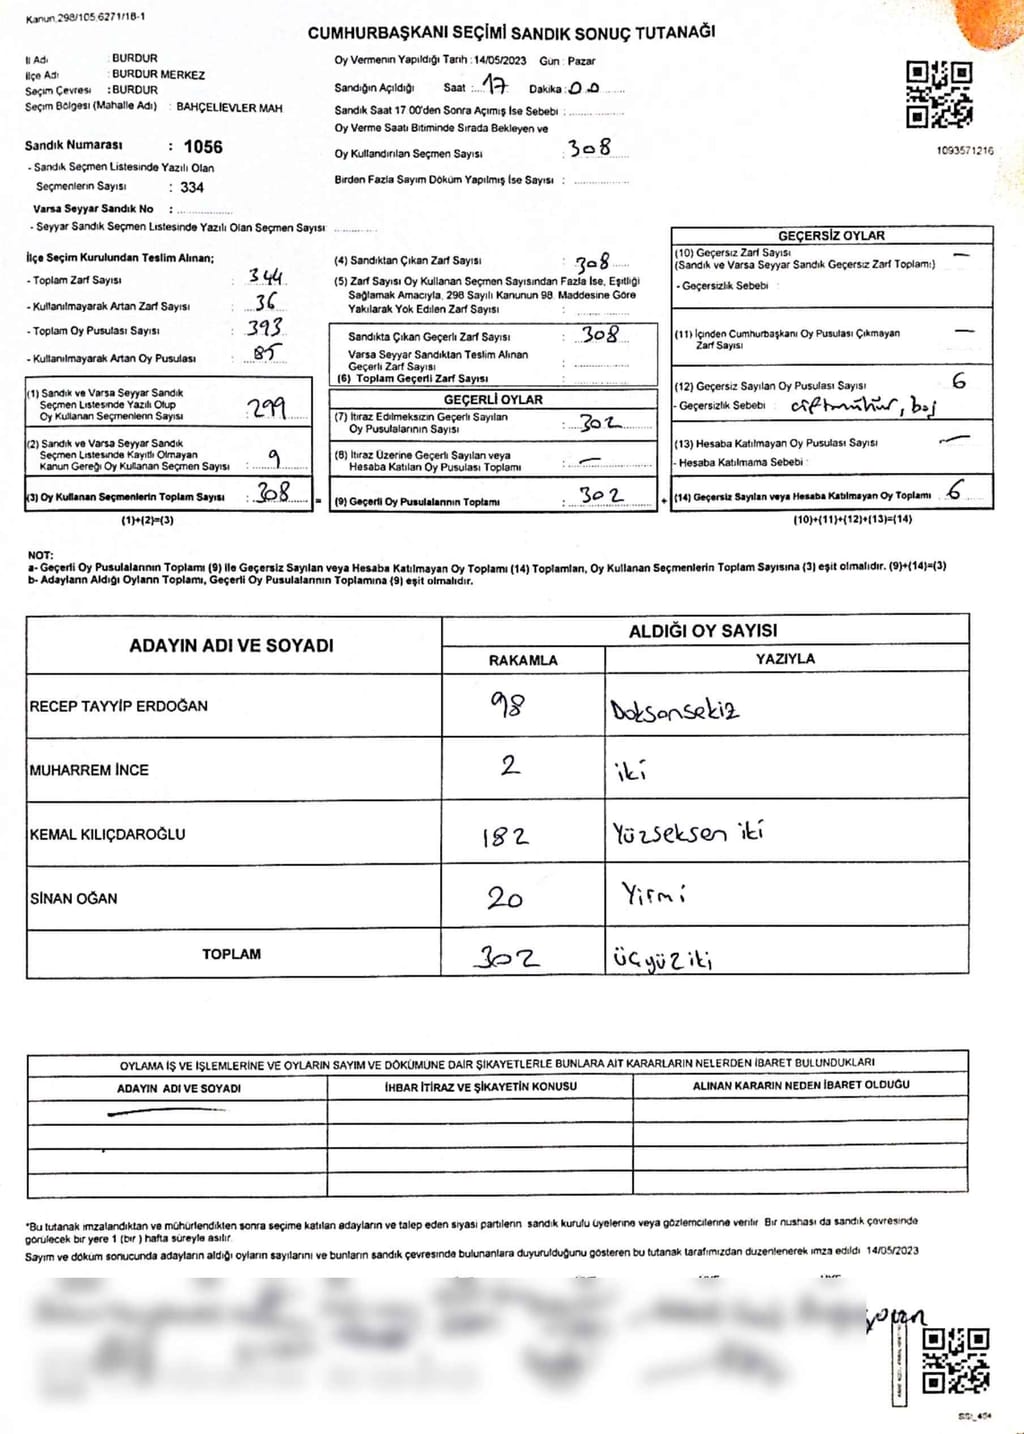 Kanun,298/105,6271/18-1
CUMHURBAŞKANI SEÇİMİ SANDIK SONUÇ TUTANAĞI
İl Adı : BURDUR
İlçe Adı : BURDUR MERKEZ
Seçim Çevresi : BURDUR
Seçim Bölgesi (Mahalle Adı) : BAHÇELİEVLER MAH
Sandık Numarası : 1056
- Sandık Seçmen Listesinde Yazılı Olan
Seçmenlerin Sayısı : 334
Varsa Seyyar Sandık No :
- Seyyar Sandık Seçmen Listesinde Yazılı Olan Seçmen Sayısı
Oy Vermenin Yapıldığı Tarih : 14/05/2023 Gün : Pazar
Sandığın Açıldığı Saat : 17 Dakika : 00
Sandık Saat 17 00'den Sonra Açımış İse Sebebi :
Oy Verme Saati Bitiminde Sırada Bekleyen ve
Oy Kullandırılan Seçmen Sayısı : 308
Birden Fazla Sayım Döküm Yapılmış İse Sayısı :
1093571216
İlçe Seçim Kurulundan Teslim Alınan;
- Toplam Zarf Sayısı : 344
- Kullanılmayarak Artan Zarf Sayısı : 36
- Toplam Oy Pusulası Sayısı : 393
- Kullanılmayarak Artan Oy Pusulası : 85
(1) Sandık ve Varsa Seyyar Sandık
Seçmen Listesinde Yazılı Olup
Oy Kullanan Seçmenlerin Sayısı : 299
(2) Sandık ve Varsa Seyyar Sandık
Seçmen Listesinde Kayıtlı Olmayan
Kanun Gereği Oy Kullanan Seçmen Sayısı : 9
(3) Oy Kullanan Seçmenlerin Toplam Sayısı : 308
(1)+(2)=(3)
(4) Sandıktan Çıkan Zarf Sayısı : 308
(5) Zarf Sayısı Oy Kullanan Seçmen Sayısından Fazla İse, Eşitliği
Sağlamak Amacıyla, 298 Sayılı Kanunun 98. Maddesine Göre
Yakılarak Yok Edilen Zarf Sayısı :
Sandıkta Çıkan Geçerli Zarf Sayısı : 308
Varsa Seyyar Sandıktan Teslim Alınan
Geçerli Zarf Sayısı :
(6) Toplam Geçerli Zarf Sayısı :
GEÇERLİ OYLAR
(7) İtiraz Edilmeksizin Geçerli Sayılan
Oy Pusulalarının Sayısı : 302
(8) İtiraz Üzerine Geçerli Sayılan veya
Hesaba Katılan Oy Pusulası Toplamı : —
= (9) Geçerli Oy Pusulalarının Toplamı : 302
GEÇERSİZ OYLAR
(10) Geçersiz Zarf Sayısı —
(Sandık ve Varsa Seyyar Sandık Geçersiz Zarf Toplamı)
- Geçersizlik Sebebi :
(11) İçinden Cumhurbaşkanı Oy Pusulası Çıkmayan —
Zarf Sayısı
(12) Geçersiz Sayılan Oy Pusulası Sayısı 6
- Geçersizlik Sebebi : çift mühür, boş
(13) Hesaba Katılmayan Oy Pusulası Sayısı —
- Hesaba Katılmama Sebebi :
+ (14) Geçersiz Sayılan veya Hesaba Katılmayan Oy Toplamı 6
(10)+(11)+(12)+(13)=(14)
NOT:
a- Geçerli Oy Pusulalarının Toplamı (9) ile Geçersiz Sayılan veya Hesaba Katılmayan Oy Toplamı (14) Toplamları, Oy Kullanan Seçmenlerin Toplam Sayısına (3) eşit olmalıdır. (9)+(14)=(3)
b- Adayların Aldığı Oyların Toplamı, Geçerli Oy Pusulalarının Toplamına (9) eşit olmalıdır.
ADAYIN ADI VE SOYADI
ALDIĞI OY SAYISI
RAKAMLA YAZIYLA
RECEP TAYYİP ERDOĞAN 98 Doksansekiz
MUHARREM İNCE 2 iki
KEMAL KILIÇDAROĞLU 182 Yüzseksen iki
SİNAN OĞAN 20 Yirmi
TOPLAM 302 üçyüz iki
OYLAMA İŞ VE İŞLEMLERİNE VE OYLARIN SAYIM VE DÖKÜMÜNE DAİR ŞİKAYETLERLE BUNLARA AİT KARARLARIN NELERDEN İBARET BULUNDUKLARI
ADAYIN ADI VE SOYADI İHBAR İTİRAZ VE ŞİKAYETİN KONUSU ALINAN KARARIN NEDEN İBARET OLDUĞU
*Bu tutanak imzalandıktan ve mühürlendikten sonra seçime katılan adayların ve talep eden siyasi partilerin sandık kurulu üyelerine veya gözlemcilerine verilir Bir nushası da sandık çevresinde
görülecek bir yere 1 (bir) hafta süreyle asılır.
Sayım ve döküm sonucunda adayların aldığı oyların sayılarını ve bunların sandık çevresinde bulunanlara duyurulduğunu gösteren bu tutanak tarafımızdan düzenlenerek imza edildi 14/05/2023